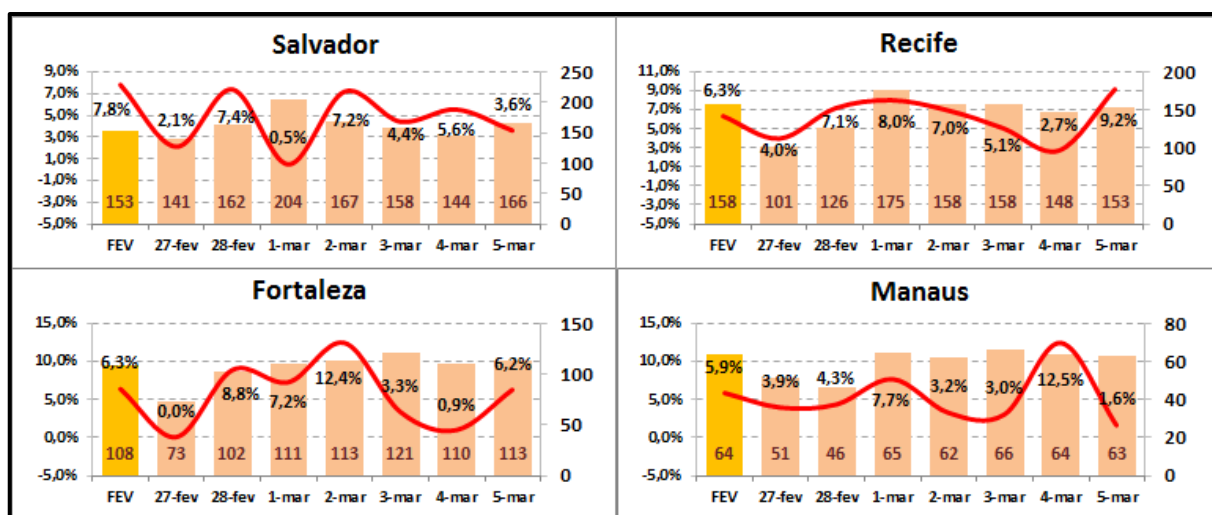 Salvador
9,0%
7,0%
5,0%
3,0%
1,0%
-1,0%
-3,0%
-5,0%
7,8% 2,1% 7,4% 0,5% 7,2% 4,4% 5,6% 3,6%
153 141 162 204 167 158 144 166
250
200
150
100
50
0
FEV 27-fev 28-fev 1-mar 2-mar 3-mar 4-mar 5-mar
Recife
11,0%
9,0%
7,0%
5,0%
3,0%
1,0%
-1,0%
-3,0%
-5,0%
6,3% 4,0% 7,1% 8,0% 7,0% 5,1% 2,7% 9,2%
158 101 126 175 158 158 148 153
200
150
100
50
0
FEV 27-fev 28-fev 1-mar 2-mar 3-mar 4-mar 5-mar
Fortaleza
15,0%
10,0%
5,0%
0,0%
-5,0%
6,3% 0,0% 8,8% 7,2% 12,4% 3,3% 0,9% 6,2%
108 73 102 111 113 121 110 113
150
100
50
0
FEV 27-fev 28-fev 1-mar 2-mar 3-mar 4-mar 5-mar
Manaus
15,0%
10,0%
5,0%
0,0%
-5,0%
5,9% 3,9% 4,3% 7,7% 3,2% 3,0% 12,5% 1,6%
64 51 46 65 62 66 64 63
80
60
40
20
0
FEV 27-fev 28-fev 1-mar 2-mar 3-mar 4-mar 5-mar